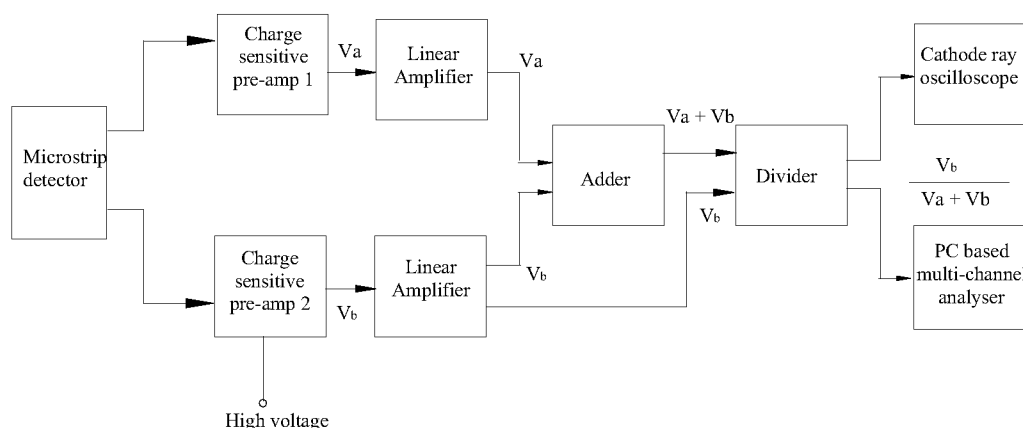 Microstrip
detector
Charge
sensitive
pre-amp 1
Va
Linear
Amplifier
Va
Charge
sensitive
pre-amp 2
Vb
Linear
Amplifier
Vb
High voltage
Adder
Va + Vb
Vb
Divider
Cathode ray
oscilloscope
Vb
Va + Vb
PC based
multi-channel
analyser